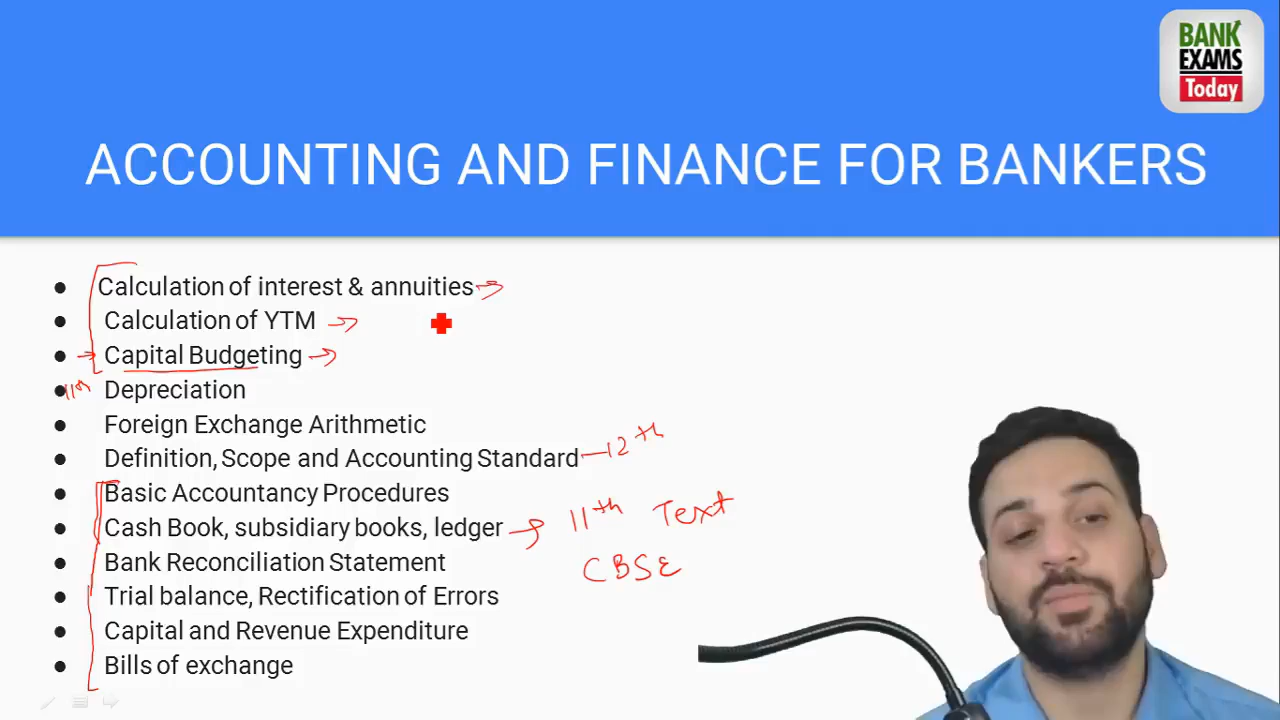 BANK
EXAMS
Today
ACCOUNTING AND FINANCE FOR BANKERS
Calculation of interest & annuities
Calculation of YTM
Capital Budgeting
11th Depreciation
Foreign Exchange Arithmetic
Definition, Scope and Accounting Standard 12th
Basic Accountancy Procedures
Cash Book, subsidiary books, ledger 11th Text
CBSE
Bank Reconciliation Statement
Trial balance, Rectification of Errors
Capital and Revenue Expenditure
Bills of exchange